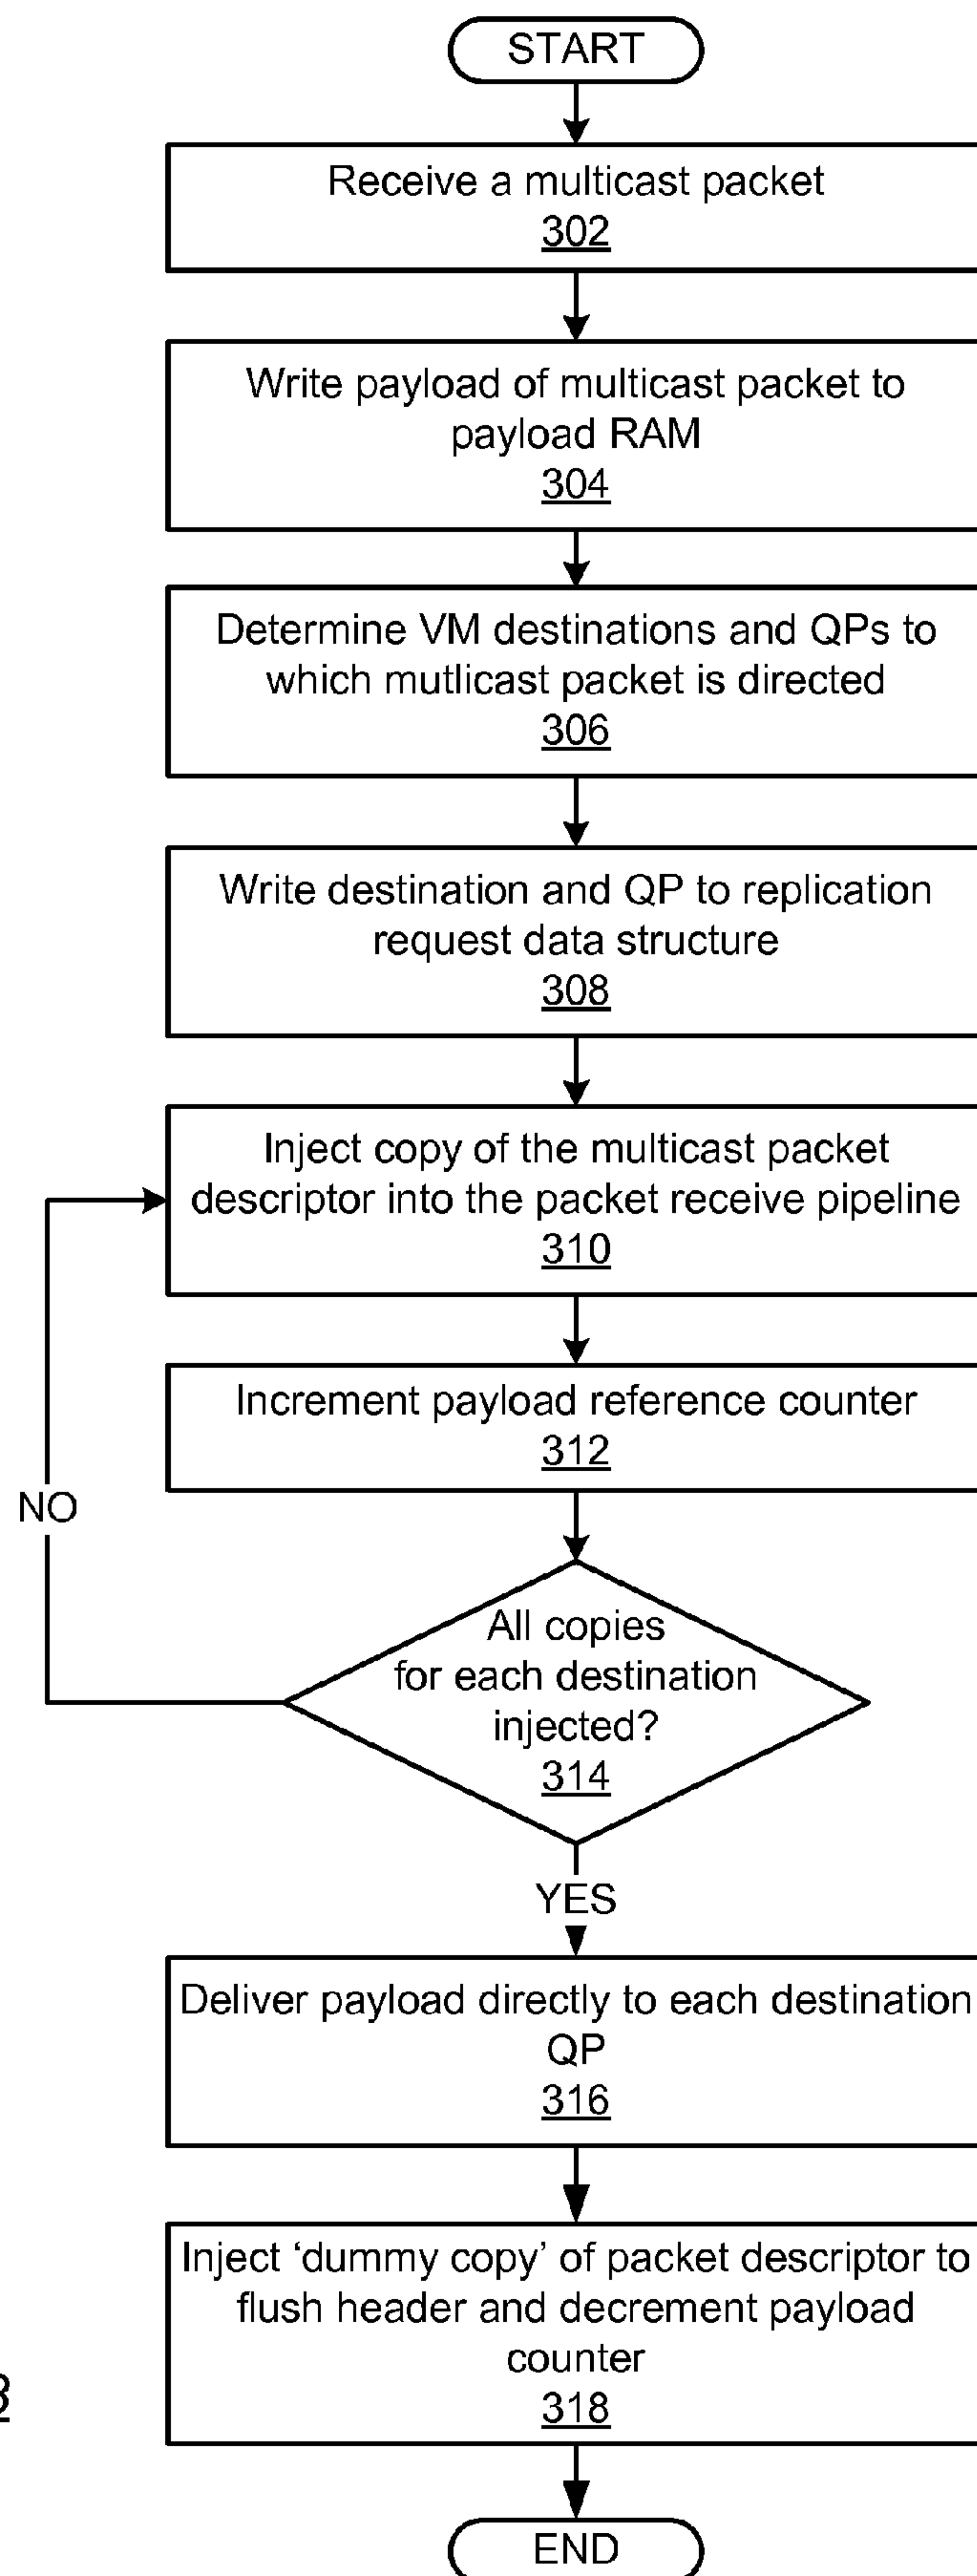 START
Receive a multicast packet
302
Write payload of multicast packet to
payload RAM
304
Determine VM destinations and QPs to
which mutlicast packet is directed
306
Write destination and QP to replication
request data structure
308
Inject copy of the multicast packet
descriptor into the packet receive pipeline
310
Increment payload reference counter
312
NO
All copies
for each destination
injected?
314
YES
Deliver payload directly to each destination
QP
316
Inject ‘dummy copy’ of packet descriptor to
flush header and decrement payload
counter
318
END